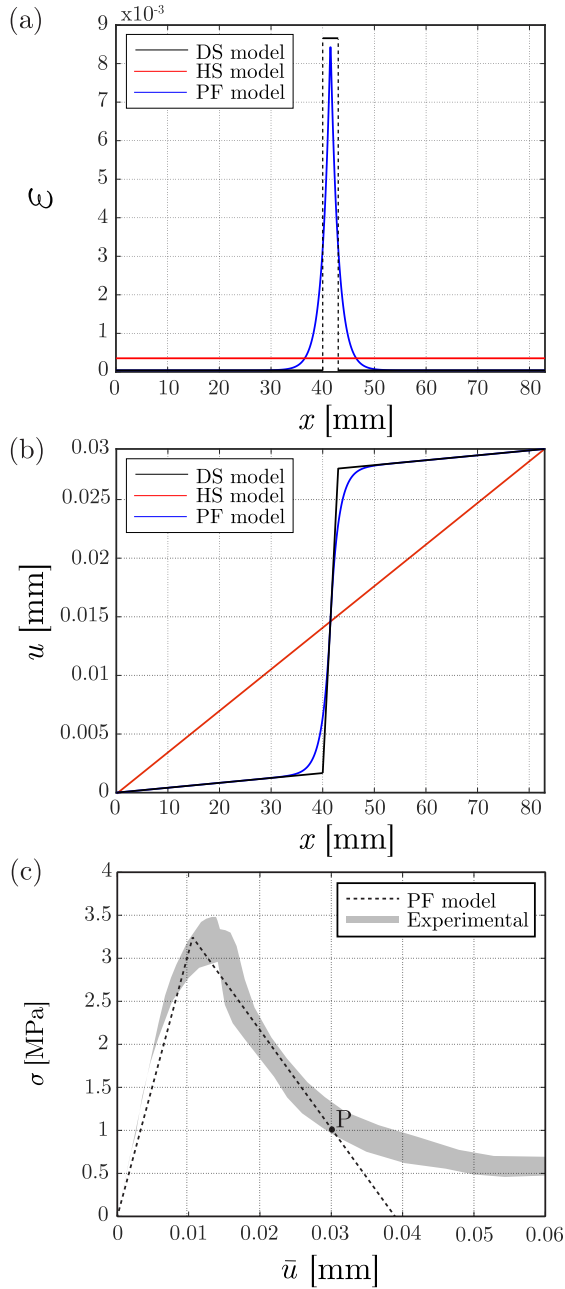 (a)
x10⁻³
9
8
7
6
5
4
3
2
1
0
ε
DS model
HS model
PF model
0 10 20 30 40 50 60 70 80
x [mm]
(b)
0.03
0.025
0.02
0.015
0.01
0.005
0
u [mm]
DS model
HS model
PF model
0 10 20 30 40 50 60 70 80
x [mm]
(c)
4
3.5
3
2.5
2
1.5
1
0.5
0
σ [MPa]
PF model
Experimental
P
0 0.01 0.02 0.03 0.04 0.05 0.06
ū [mm]